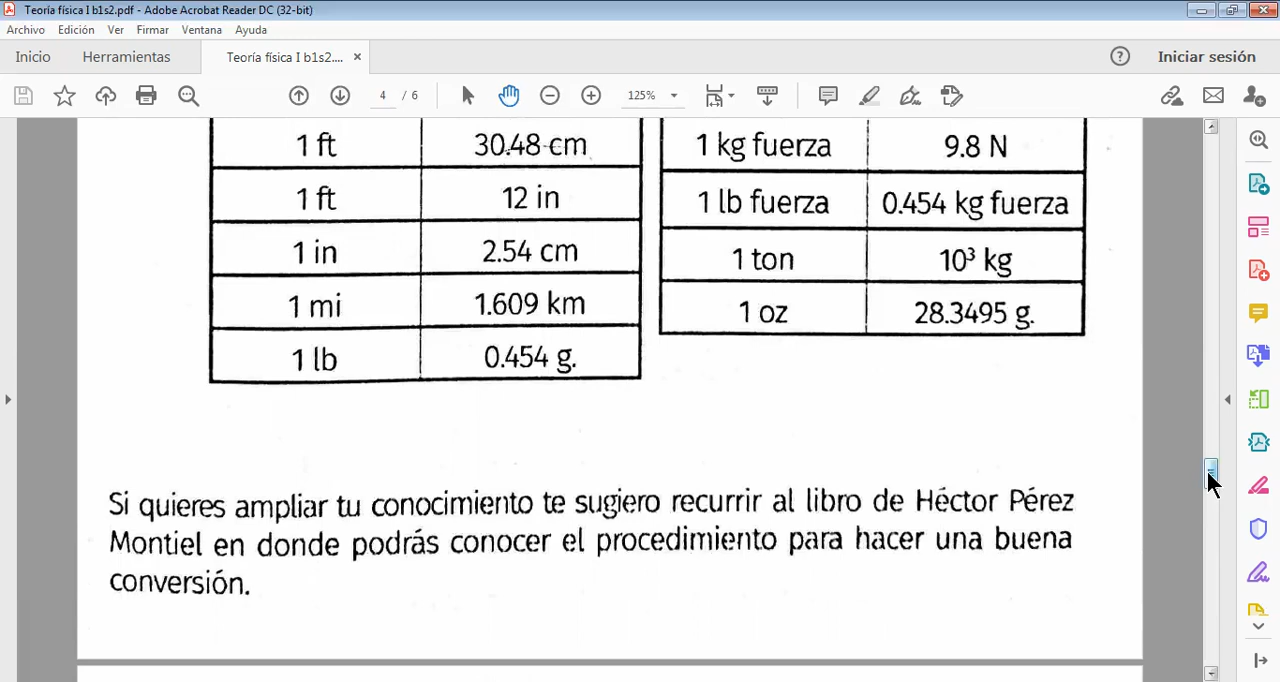 Teoría física I b1s2.pdf - Adobe Acrobat Reader DC (32-bit)
Archivo Edición Ver Firmar Ventana Ayuda
Inicio Herramientas Teoría física I b1s2.... × Iniciar sesión
4 / 6 125%
1 ft 30.48 cm
1 ft 12 in
1 in 2.54 cm
1 mi 1.609 km
1 lb 0.454 g.
1 kg fuerza 9.8 N
1 lb fuerza 0.454 kg fuerza
1 ton 10³ kg
1 oz 28.3495 g.
Si quieres ampliar tu conocimiento te sugiero recurrir al libro de Héctor Pérez
Montiel en donde podrás conocer el procedimiento para hacer una buena
conversión.